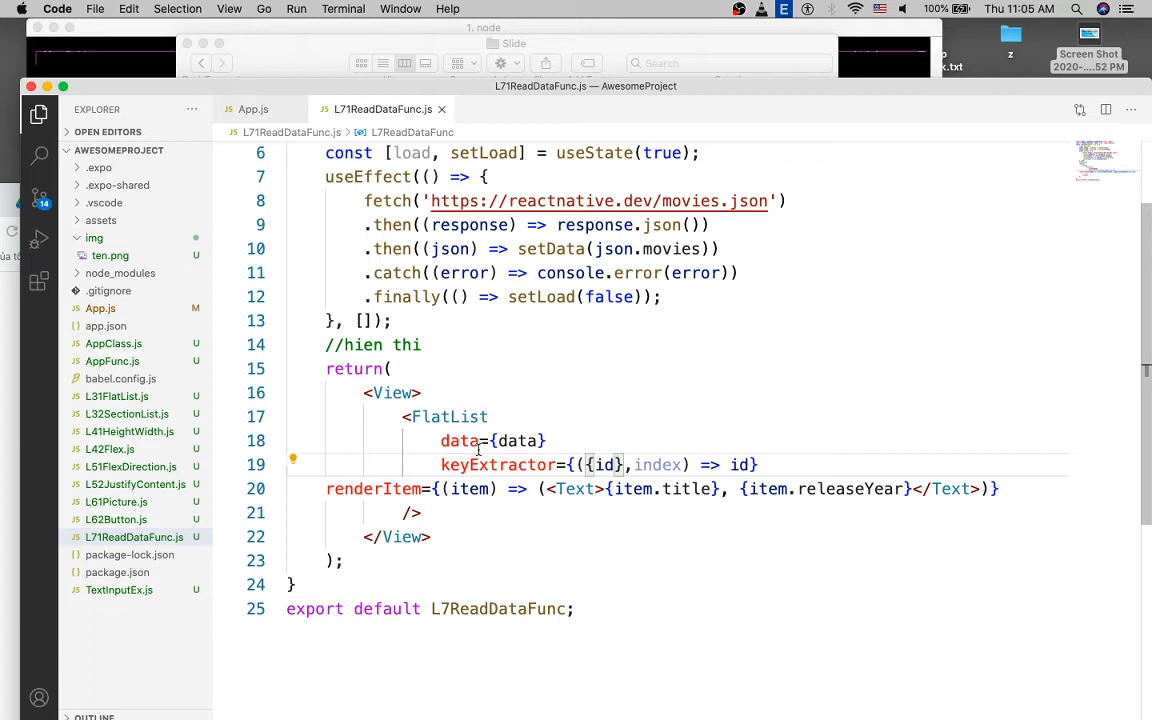 Code File Edit Selection View Go Run Terminal Window Help 100% Thu 11:05 AM
1. node
Slide
Search
z
k.txt
Screen Shot
2020-....52 PM
L71ReadDataFunc.js — AwesomeProject
EXPLORER
App.js
L71ReadDataFunc.js
OPEN EDITORS
L71ReadDataFunc.js > L7ReadDataFunc
AWESOMEPROJECT
.expo
.expo-shared
.vscode
assets
img
ten.png U
node_modules
.gitignore
App.js M
app.json
AppClass.js U
AppFunc.js U
babel.config.js
L31FlatList.js U
L32SectionList.js U
L41HeightWidth.js U
L42Flex.js U
L51FlexDirection.js U
L52JustifyContent.js U
L61Picture.js U
L62Button.js U
L71ReadDataFunc.js U
package-lock.json
package.json
TextInputEx.js U
OUTLINE
14
6 const [load, setLoad] = useState(true);
7 useEffect(() => {
8 fetch('https://reactnative.dev/movies.json')
9 .then((response) => response.json())
10 .then((json) => setData(json.movies))
11 .catch((error) => console.error(error))
12 .finally(() => setLoad(false));
13 }, []);
14 //hien thi
15 return(
16 <View>
17 <FlatList
18 data={data}
19 keyExtractor={({id},index) => id}
20 renderItem={(item) => (<Text>{item.title}, {item.releaseYear}</Text>)}
21 />
22 </View>
23 );
24 }
25 export default L7ReadDataFunc;